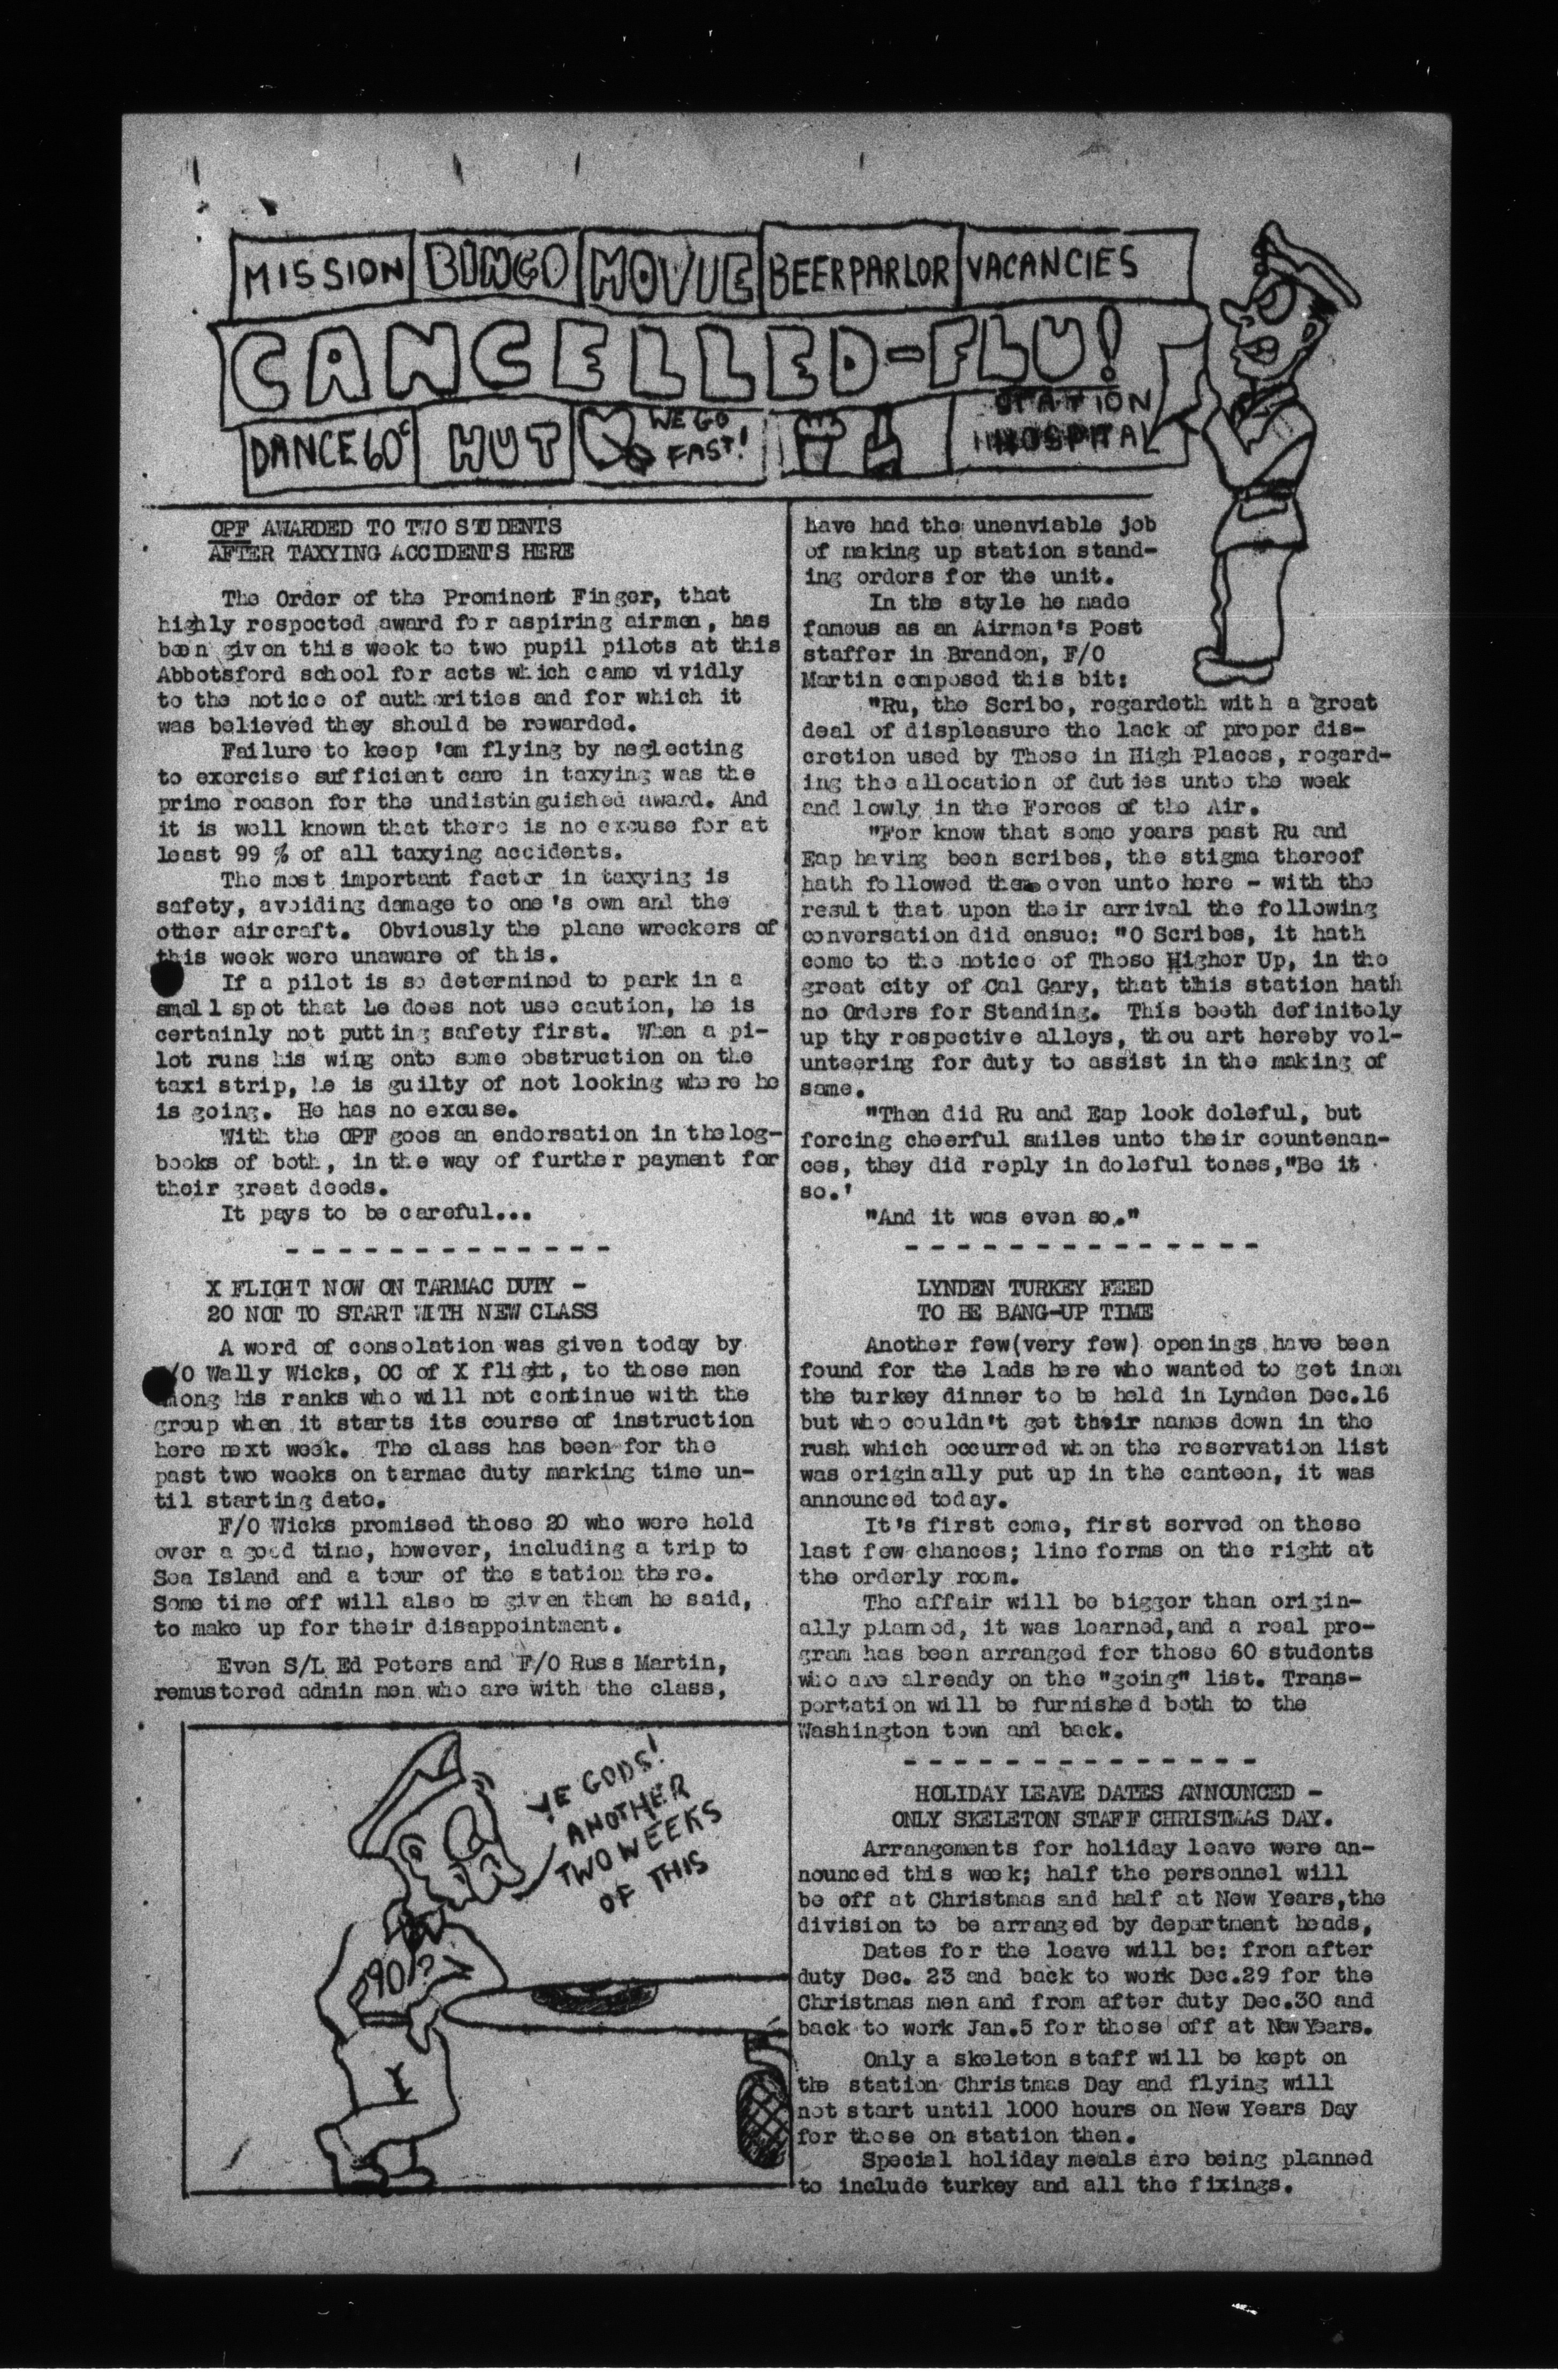 MISSION BINGO MOVIE BEER PARLOR VACANCIES
CANCELLED-FLU!
DANCE 60¢ HUT WE GO FAST! STATION HOSPITAL
OPF AWARDED TO TWO STUDENTS
AFTER TAXYING ACCIDENTS HERE
The Order of the Prominent Finger, that
highly respected award for aspiring airmen, has
been given this week to two pupil pilots at this
Abbotsford school for acts which came vividly
to the notice of authorities and for which it
was believed they should be rewarded.
Failure to keep 'em flying by neglecting
to exercise sufficient care in taxying was the
prime reason for the undistinguished award. And
it is well known that there is no excuse for at
least 99 % of all taxying accidents.
The most important factor in taxying is
safety, avoiding damage to one's own and the
other aircraft. Obviously the plane wreckers of
this week were unaware of this.
If a pilot is so determined to park in a
small spot that he does not use caution, he is
certainly not putting safety first. When a pi-
lot runs his wing onto some obstruction on the
taxi strip, he is guilty of not looking where he
is going. He has no excuse.
With the OPF goes an endorsation in the log-
books of both, in the way of further payment for
their great deeds.
It pays to be careful...
- - - - - - - - - - - - -
X FLIGHT NOW ON TARMAC DUTY -
20 NOT TO START WITH NEW CLASS
A word of consolation was given today by
/O Wally Wicks, OC of X flight, to those men
among his ranks who will not continue with the
group when it starts its course of instruction
here next week. The class has been for the
past two weeks on tarmac duty marking time un-
til starting date.
F/O Wicks promised those 20 who were held
over a good time, however, including a trip to
Sea Island and a tour of the station there.
Some time off will also be given them he said,
to make up for their disappointment.
Even S/L Ed Peters and F/O Russ Martin,
remustered admin men who are with the class,
YE GODS!
ANOTHER
TWO WEEKS
OF THIS
90?
have had the unenviable job
of making up station stand-
ing orders for the unit.
In the style he made
famous as an Airmen's Post
staffer in Brandon, F/O
Martin composed this bit:
"Ru, the Scribe, regardeth with a great
deal of displeasure the lack of proper dis-
cretion used by Those in High Places, regard-
ing the allocation of duties unto the weak
and lowly in the Forces of the Air.
"For know that some years past Ru and
Eap having been scribes, the stigma thereof
hath followed them even unto here - with the
result that upon their arrival the following
conversation did ensue: "O Scribes, it hath
come to the notice of Those Higher Up, in the
great city of Cal Gary, that this station hath
no Orders for Standing. This beeth definitely
up thy respective alleys, thou art hereby vol-
unteering for duty to assist in the making of
same.
"Then did Ru and Eap look doleful, but
forcing cheerful smiles unto their countenan-
ces, they did reply in doleful tones,"Be it
so.'
"And it was even so."
- - - - - - - - - - - - - -
LYNDEN TURKEY FEED
TO BE BANG-UP TIME
Another few(very few) openings have been
found for the lads here who wanted to get inon
the turkey dinner to be held in Lynden Dec.16
but who couldn't get their names down in the
rush which occurred when the reservation list
was originally put up in the canteen, it was
announced today.
It's first come, first served on these
last few chances; line forms on the right at
the orderly room.
The affair will be bigger than origin-
ally planned, it was learned,and a real pro-
gram has been arranged for those 60 students
who are already on the "going" list. Trans-
portation will be furnished both to the
Washington town and back.
- - - - - - - - - - - - - -
HOLIDAY LEAVE DATES ANNOUNCED -
ONLY SKELETON STAFF CHRISTMAS DAY.
Arrangements for holiday leave were an-
nounced this week; half the personnel will
be off at Christmas and half at New Years,the
division to be arranged by department heads,
Dates for the leave will be: from after
duty Dec. 23 and back to work Dec.29 for the
Christmas men and from after duty Dec.30 and
back to work Jan.5 for those off at New Years.
Only a skeleton staff will be kept on
the station Christmas Day and flying will
not start until 1000 hours on New Years Day
for those on station then.
Special holiday meals are being planned
to include turkey and all the fixings.